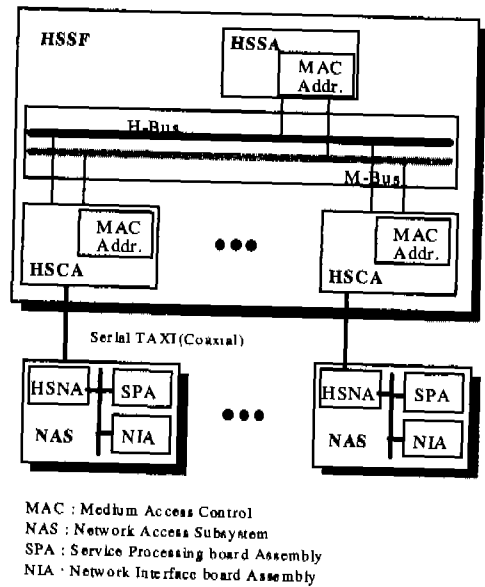 HSSF
HSSA
MAC
Addr.
H-Bus
M-Bus
MAC
Addr.
HSCA
MAC
Addr.
HSCA
Serial TAXI(Coaxial)
HSNA
SPA
NAS
NIA
HSNA
SPA
NAS
NIA
MAC : Medium Access Control
NAS : Network Access Subsystem
SPA : Service Processing board Assembly
NIA : Network Interface board Assembly